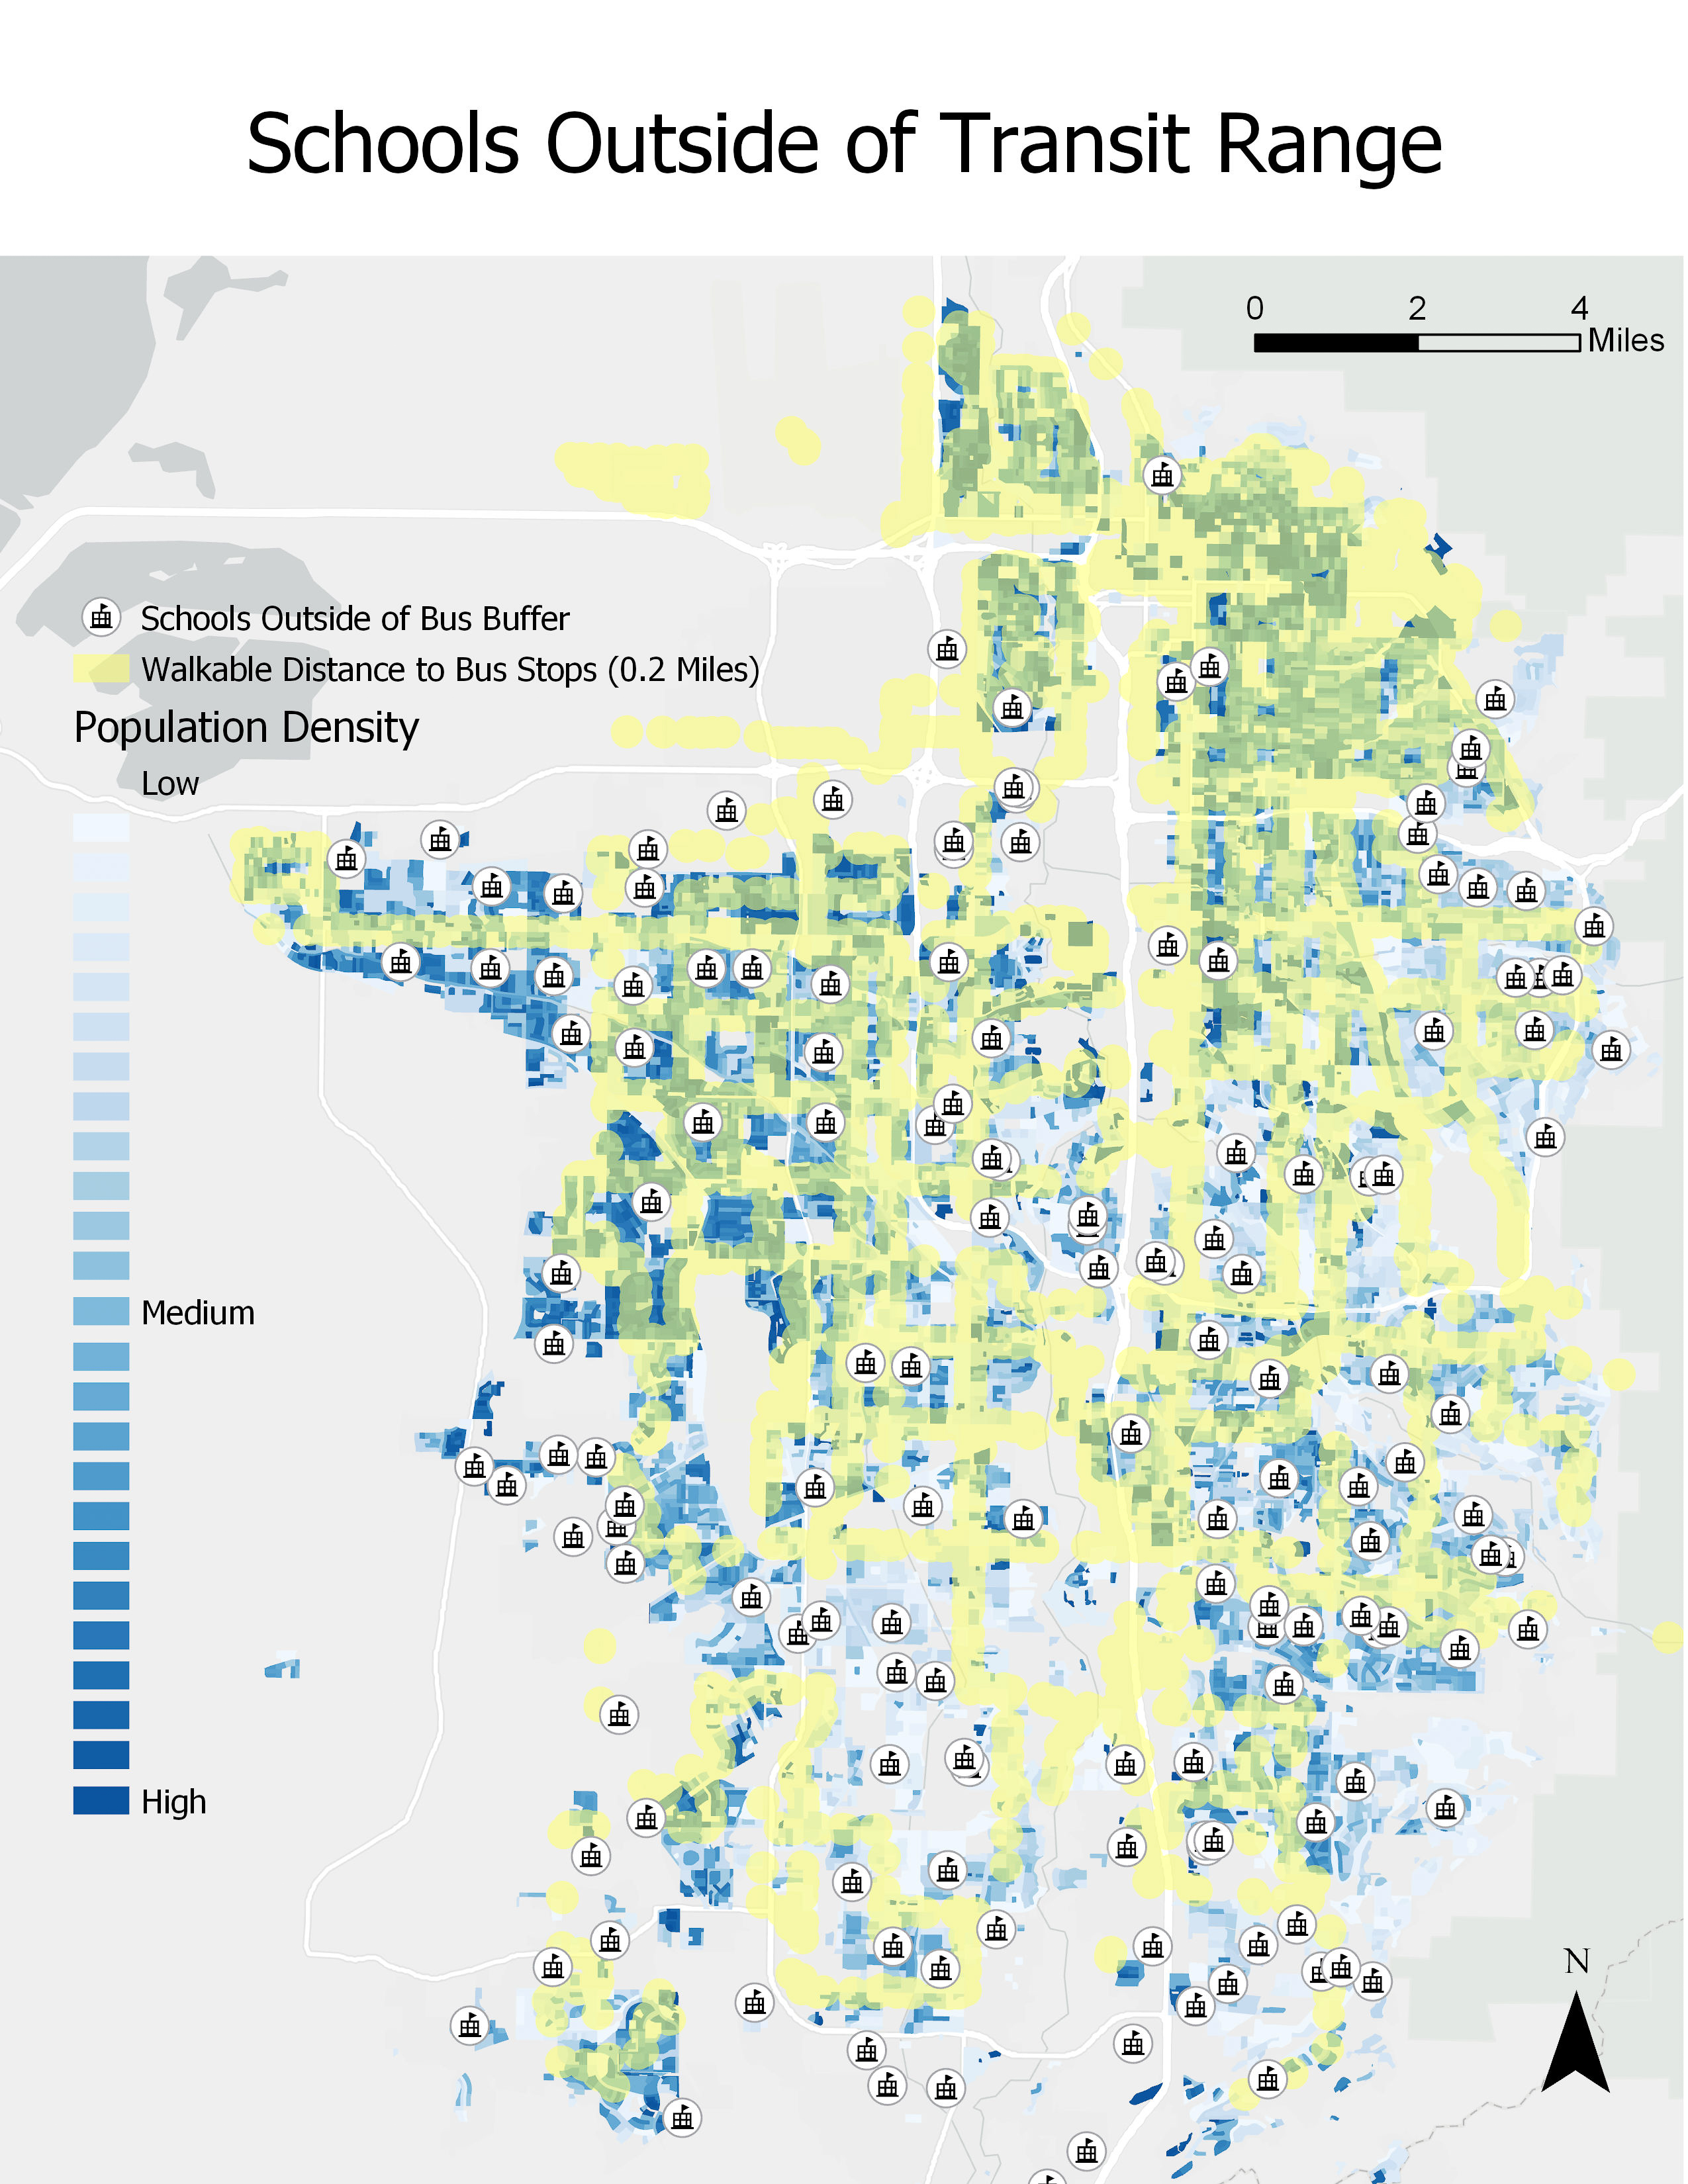 Schools Outside of Transit Range
0 2 4
Miles
Schools Outside of Bus Buffer
Walkable Distance to Bus Stops (0.2 Miles)
Population Density
Low
Medium
High
N